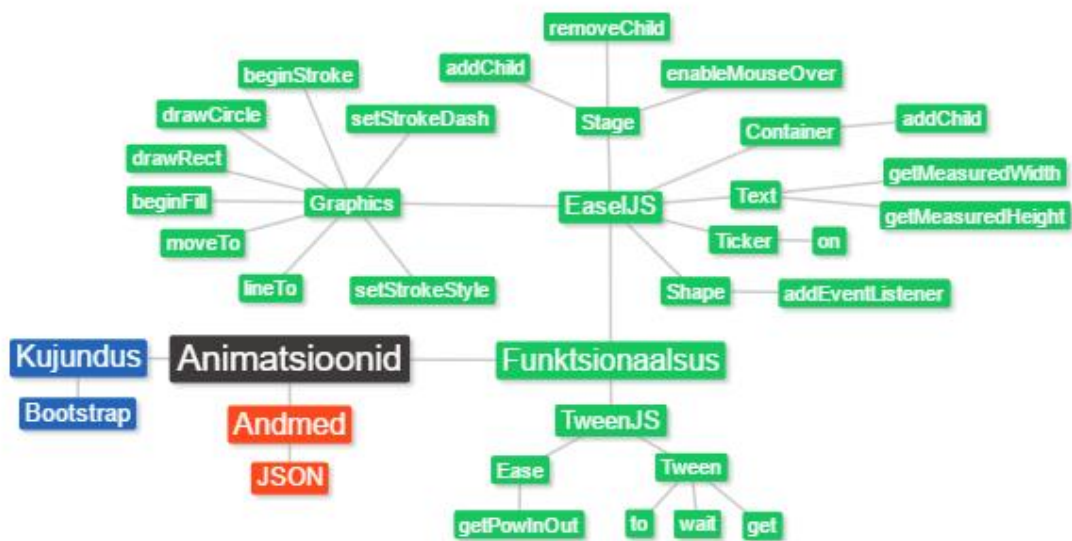 removeChild
beginStroke
addChild
enableMouseOver
drawCircle
setStrokeDash
Stage
Container
addChild
drawRect
getMeasuredWidth
beginFill
Graphics
EaselJS
Text
getMeasuredHeight
moveTo
Ticker
on
lineTo
setStrokeStyle
Shape
addEventListener
Kujundus
Animatsioonid
Funktsionaalsus
Bootstrap
Andmed
TweenJS
JSON
Ease
Tween
getPowInOut
to
wait
get